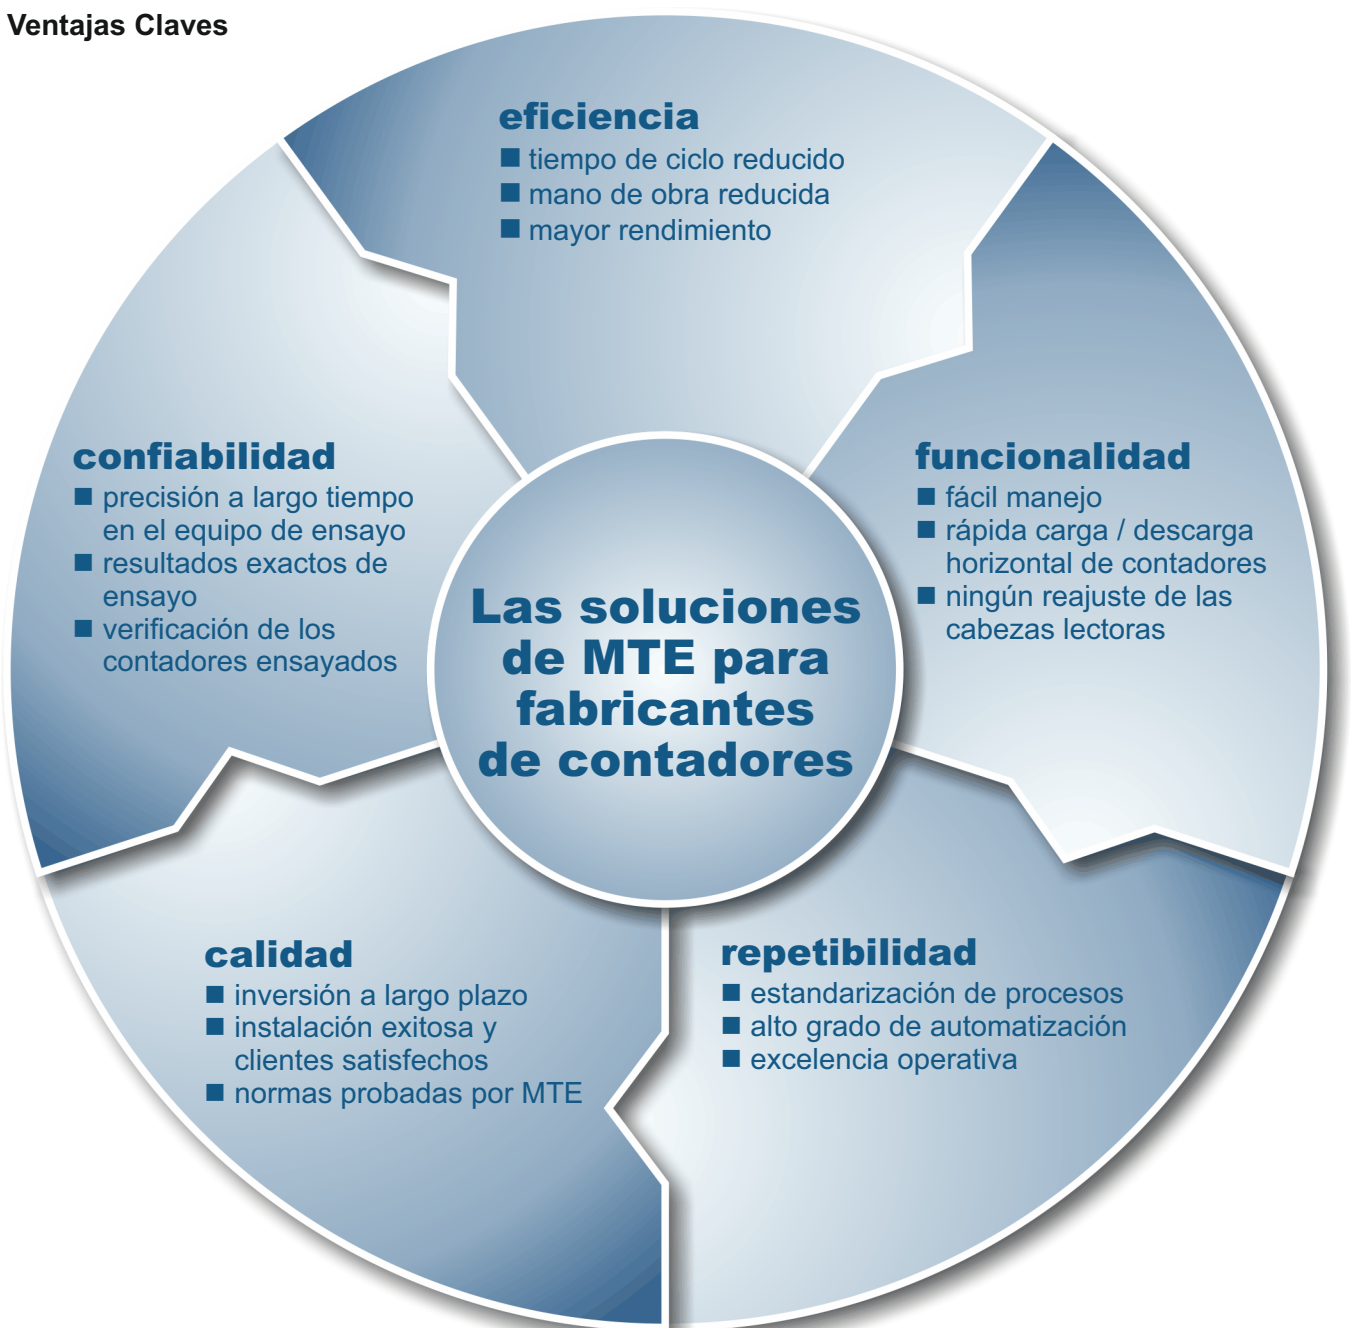 Ventajas Claves
eficiencia
■ tiempo de ciclo reducido
■ mano de obra reducida
■ mayor rendimiento
funcionalidad
■ fácil manejo
■ rápida carga / descarga
horizontal de contadores
■ ningún reajuste de las
cabezas lectoras
repetibilidad
■ estandarización de procesos
■ alto grado de automatización
■ excelencia operativa
calidad
■ inversión a largo plazo
■ instalación exitosa y
clientes satisfechos
■ normas probadas por MTE
confiabilidad
■ precisión a largo tiempo
en el equipo de ensayo
■ resultados exactos de
ensayo
■ verificación de los
contadores ensayados
Las soluciones
de MTE para
fabricantes
de contadores